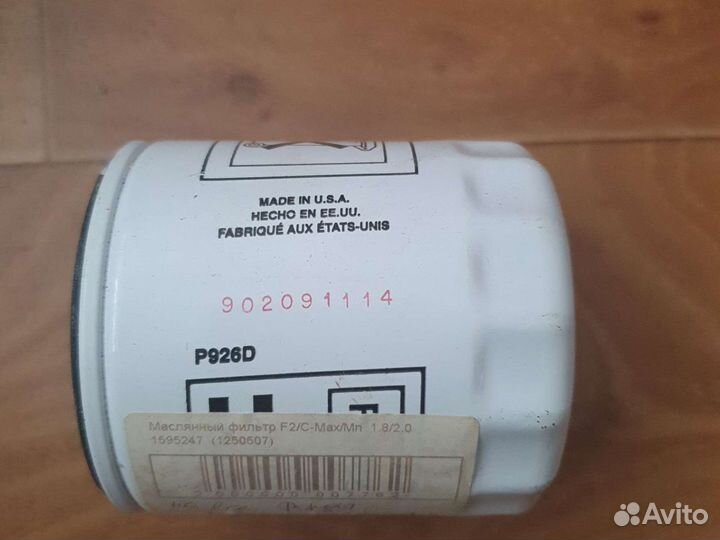 MADE IN U.S.A.
HECHO EN EE.UU.
FABRIQUÉ AUX ÉTATS-UNIS
902091114
P926D
F
Маслянный фильтр F2/C-Max/Mn 1.8/2.0
1595247 (1250507)
Avito